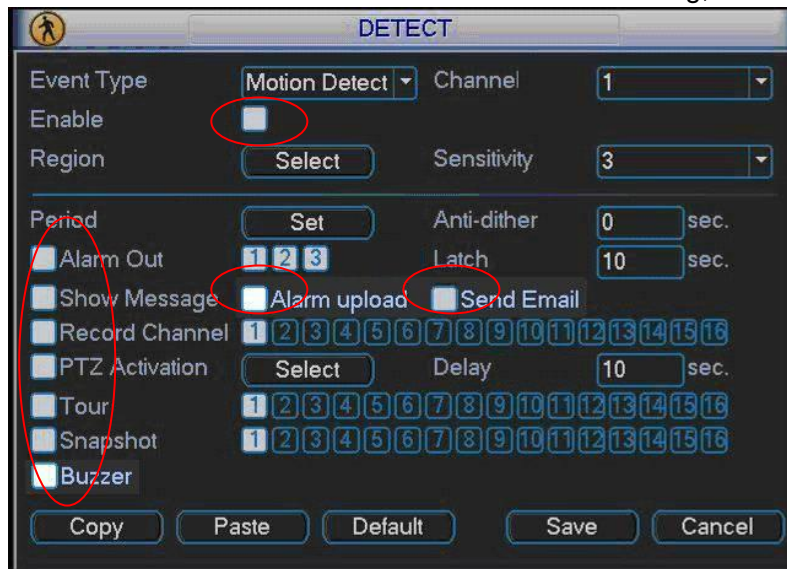 DETECT
Event Type Motion Detect Channel 1
Enable
Region Select Sensitivity 3
Period Set Anti-dither 0 sec.
Alarm Out 1 2 3 Latch 10 sec.
Show Message Alarm upload Send Email
Record Channel 1 2 3 4 5 6 7 8 9 10 11 12 13 14 15 16
PTZ Activation Select Delay 10 sec.
Tour 1 2 3 4 5 6 7 8 9 10 11 12 13 14 15 16
Snapshot 1 2 3 4 5 6 7 8 9 10 11 12 13 14 15 16
Buzzer
Copy Paste Default Save Cancel